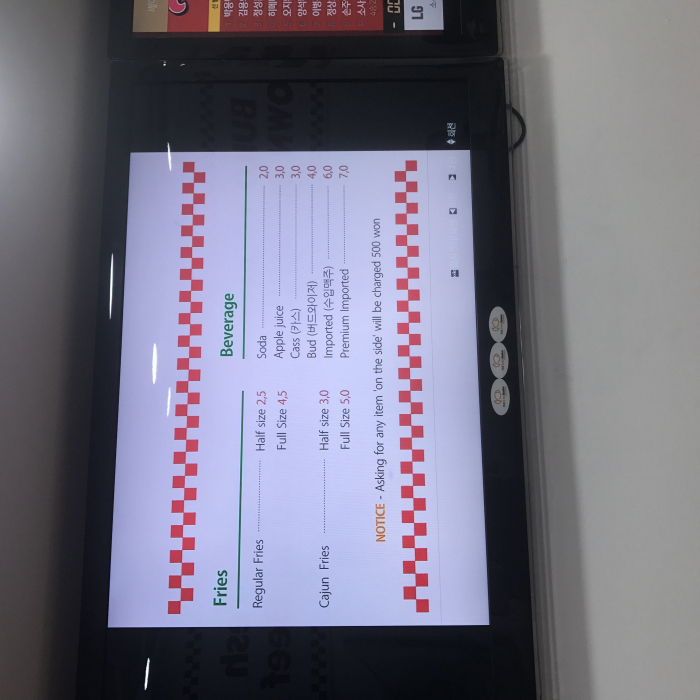 Fries
Regular Fries Half size 2,5
Full Size 4,5
Cajun Fries Half size 3,0
Full Size 5,0
Beverage
Soda 2,0
Apple juice 3,0
Cass (카스) 3,0
Bud (버드와이저) 4,0
Imported (수입맥주) 6,0
Premium Imported 7,0
NOTICE - Asking for any item 'on the side' will be charged 500 won
회전
LG